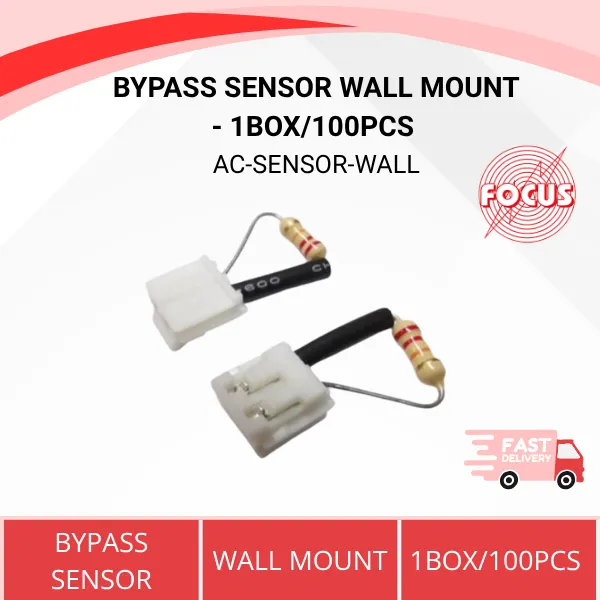 BYPASS SENSOR WALL MOUNT
- 1BOX/100PCS
AC-SENSOR-WALL
FOCUS
FAST
DELIVERY
BYPASS
SENSOR
WALL MOUNT
1BOX/100PCS